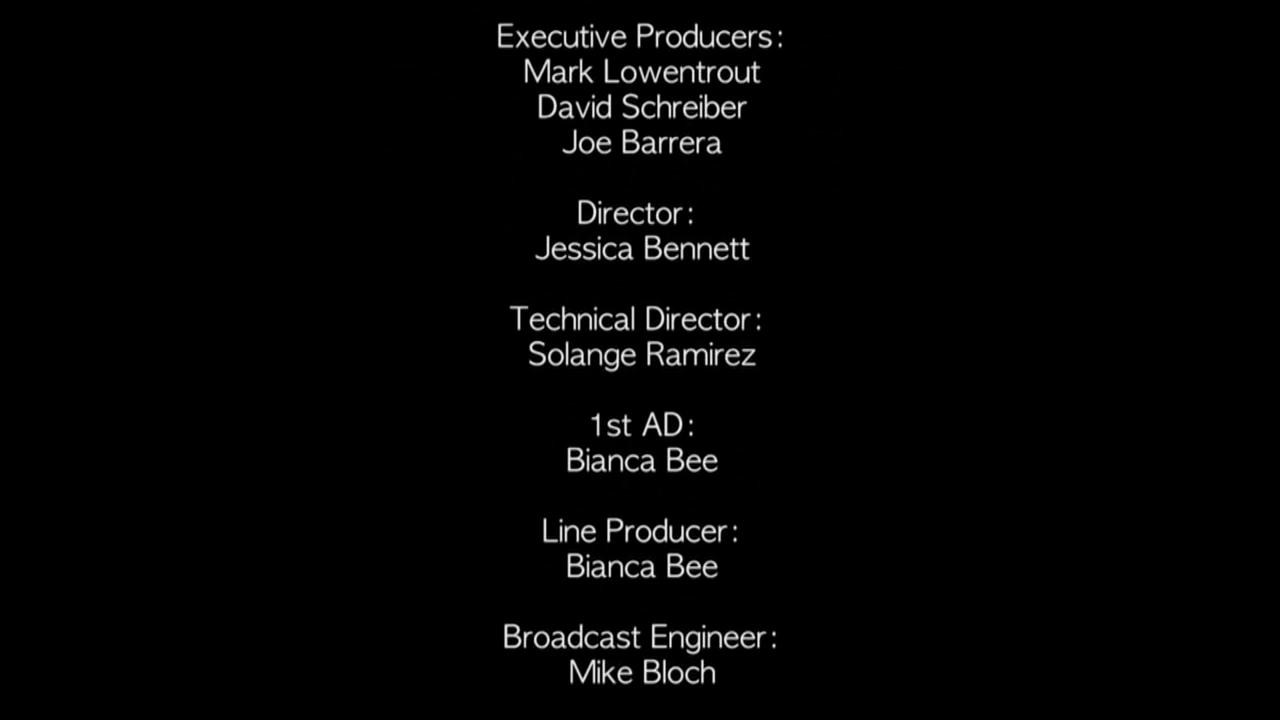 Executive Producers:
Mark Lowentrout
David Schreiber
Joe Barrera
Director:
Jessica Bennett
Technical Director:
Solange Ramirez
1st AD:
Bianca Bee
Line Producer:
Bianca Bee
Broadcast Engineer:
Mike Bloch